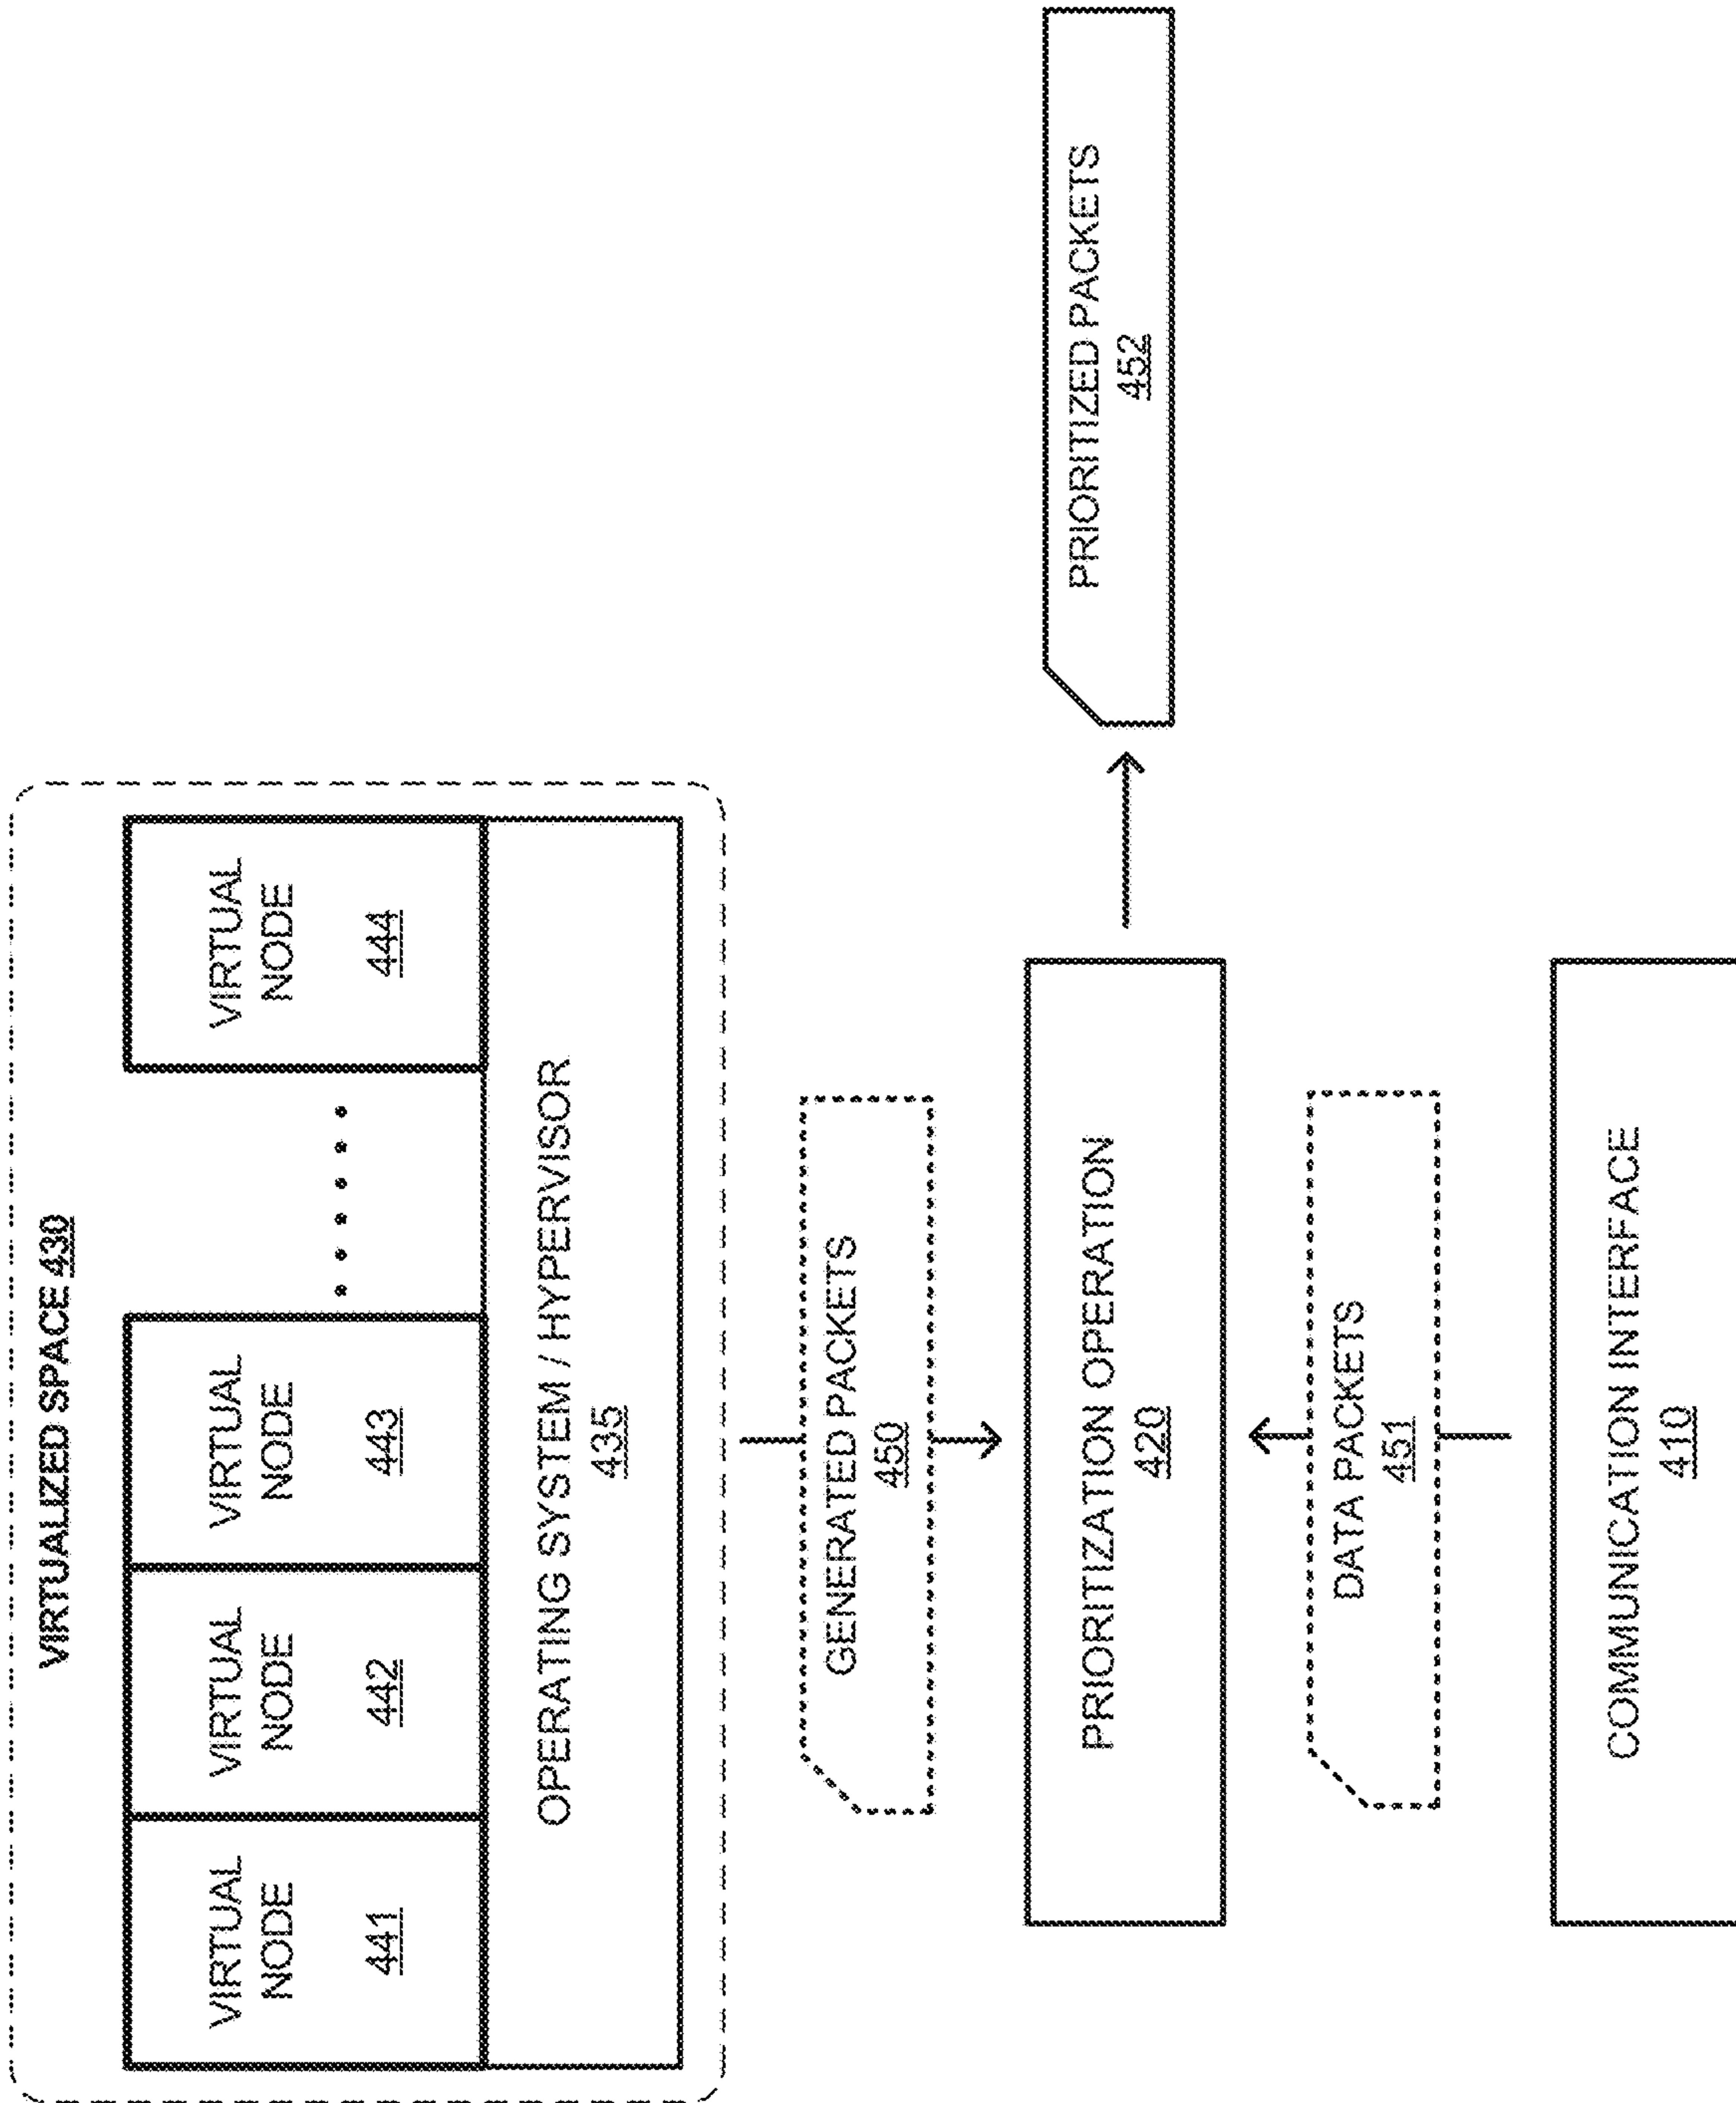 VIRTUALIZED SPACE 430
VIRTUAL
NODE
441
VIRTUAL
NODE
442
VIRTUAL
NODE
443
VIRTUAL
NODE
444
OPERATING SYSTEM / HYPERVISOR
435
GENERATED PACKETS
450
PRIORITIZATION OPERATION
420
PRIORITIZED PACKETS
452
DATA PACKETS
451
COMMUNICATION INTERFACE
410